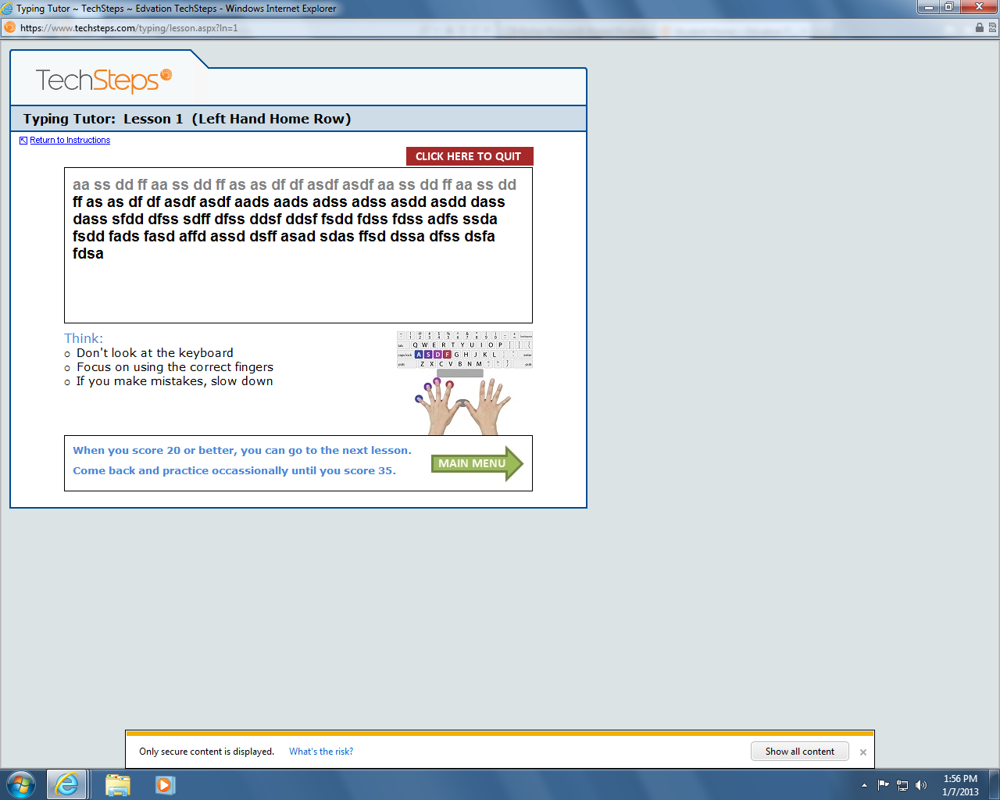 Typing Tutor ~ TechSteps ~ Edvation TechSteps - Windows Internet Explorer
https://www.techsteps.com/typing/lesson.aspx?ln=1
TechSteps
Typing Tutor: Lesson 1 (Left Hand Home Row)
Return to Instructions
CLICK HERE TO QUIT
aa ss dd ff aa ss dd ff as as df df asdf asdf aa ss dd ff aa ss dd
ff as as df df asdf asdf aads aads adss adss asdd asdd dass
dass sfdd dfss sdff dfss ddsf ddsf fsdd fdss fdss adfs ssda
fsdd fads fasd affd assd dsff asad sdas ffsd dssa dfss dsfa
fdsa
Think:
o Don't look at the keyboard
o Focus on using the correct fingers
o If you make mistakes, slow down
tab Q W E R T Y U I O P
caps lock A S D F G H J K L enter
shift Z X C V B N M shift
When you score 20 or better, you can go to the next lesson.
Come back and practice occassionally until you score 35.
MAIN MENU
Only secure content is displayed. What's the risk? Show all content
1:56 PM
1/7/2013